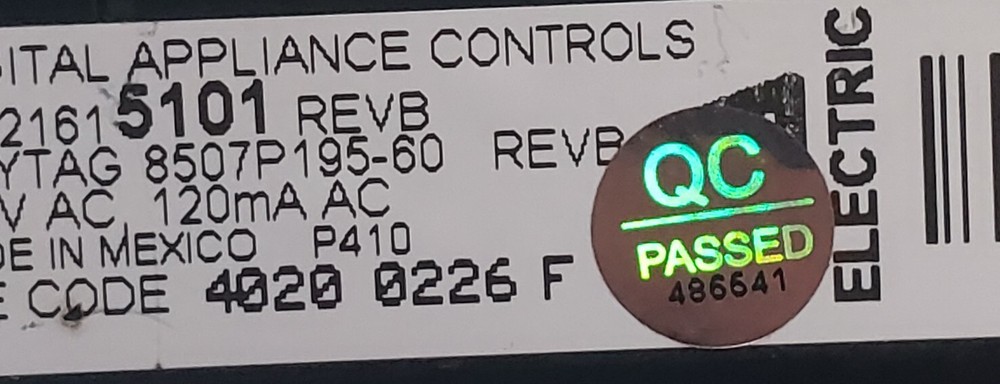 ITAL APPLIANCE CONTROLS
2161 5101 REVB
YTAG 8507P195-60 REVB
V AC 120mA AC
DE IN MEXICO P410
E CODE 4020 0226 F
QC
PASSED
486641
ELECTRIC